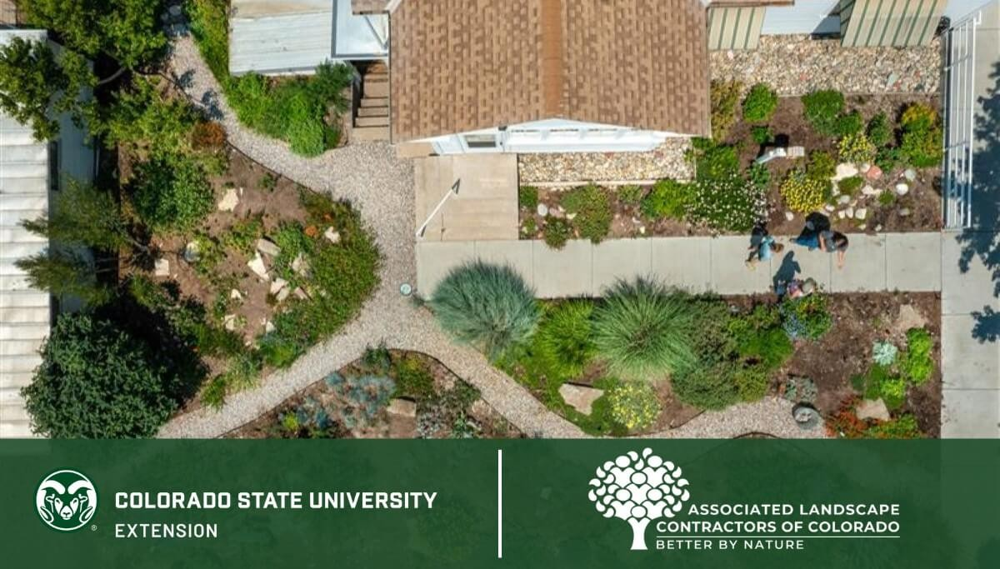 COLORADO STATE UNIVERSITY
EXTENSION
®
ASSOCIATED LANDSCAPE
CONTRACTORS OF COLORADO
BETTER BY NATURE